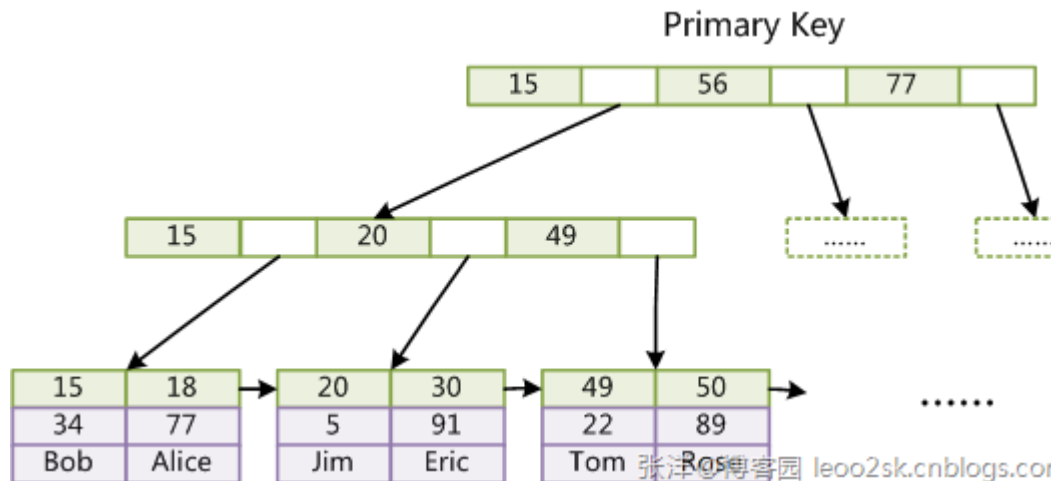 Primary Key
15 56 77
15 20 49
...... ......
15 18 20 30 49 50
34 77 5 91 22 89
Bob Alice Jim Eric Tom Rose
......
张洋@博客园 leoo2sk.cnblogs.com